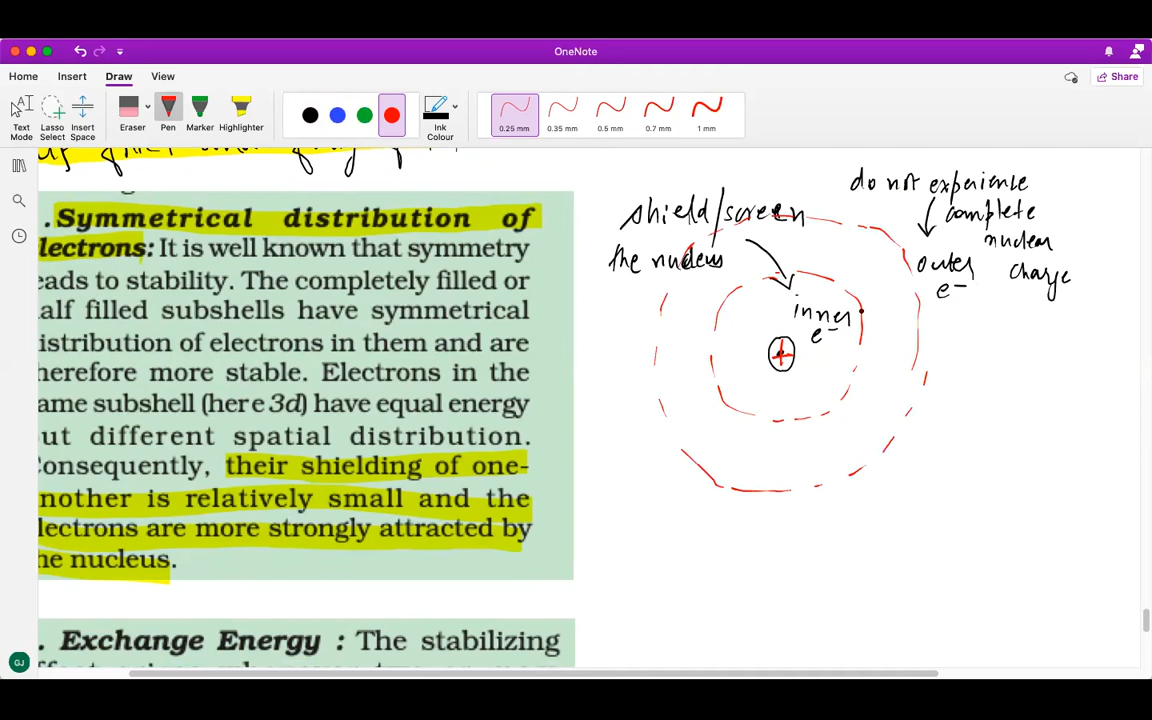 OneNote
Home Insert Draw View
Share
Text Mode
Lasso Select
Insert Space
Eraser
Pen
Marker
Highlighter
Ink Colour
0.25 mm
0.35 mm
0.5 mm
0.7 mm
1 mm
.Symmetrical distribution of
lectrons: It is well known that symmetry
eads to stability. The completely filled or
alf filled subshells have symmetrical
istribution of electrons in them and are
herefore more stable. Electrons in the
ame subshell (here 3d) have equal energy
ut different spatial distribution.
onsequently, their shielding of one-
nother is relatively small and the
lectrons are more strongly attracted by
he nucleus.
. Exchange Energy : The stabilizing
shield/screen
the nucleus
inner
e−
+
do not experience
complete
nuclear
charge
outer
e−
GJ